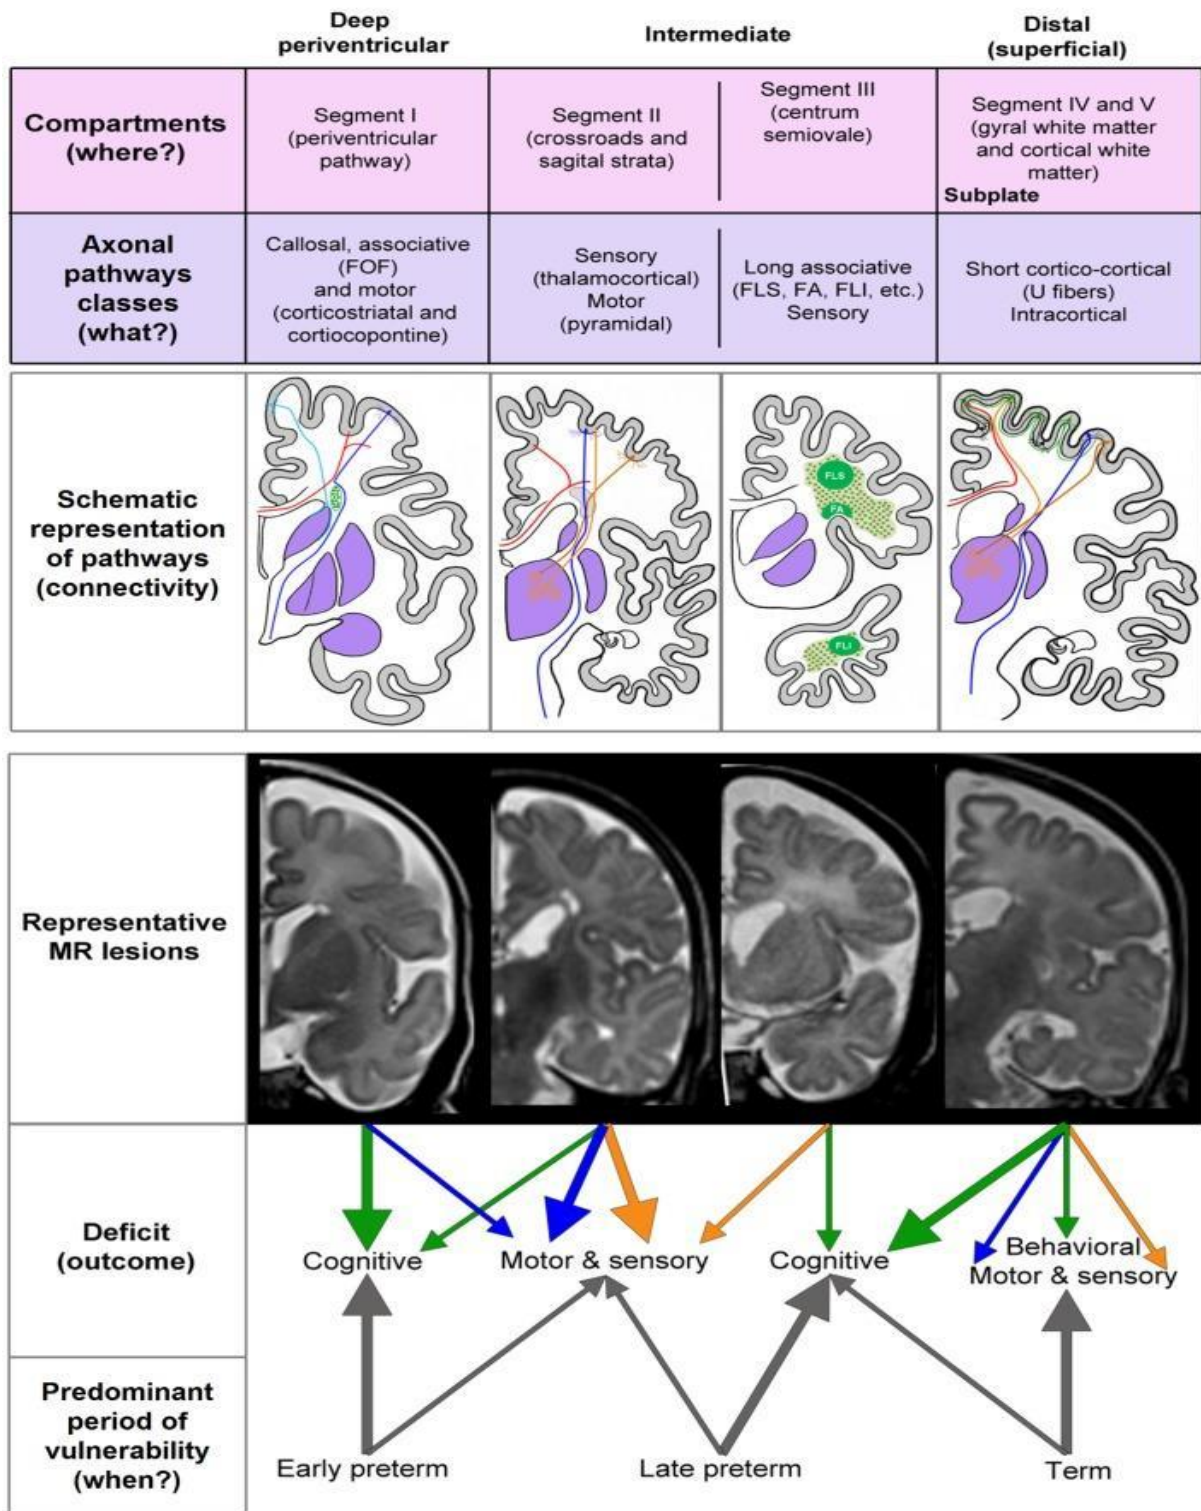 Deep
periventricular
Intermediate
Distal
(superficial)
Compartments
(where?)
Segment I
(periventricular
pathway)
Segment II
(crossroads and
sagital strata)
Segment III
(centrum
semiovale)
Segment IV and V
(gyral white matter
and cortical white
matter)
Subplate
Axonal
pathways
classes
(what?)
Callosal, associative
(FOF)
and motor
(corticostriatal and
cortiocopontine)
Sensory
(thalamocortical)
Motor
(pyramidal)
Long associative
(FLS, FA, FLI, etc.)
Sensory
Short cortico-cortical
(U fibers)
Intracortical
Schematic
representation
of pathways
(connectivity)
FLS
FA
FLI
Representative
MR lesions
Deficit
(outcome)
Cognitive
Motor & sensory
Cognitive
Behavioral
Motor & sensory
Predominant
period of
vulnerability
(when?)
Early preterm
Late preterm
Term